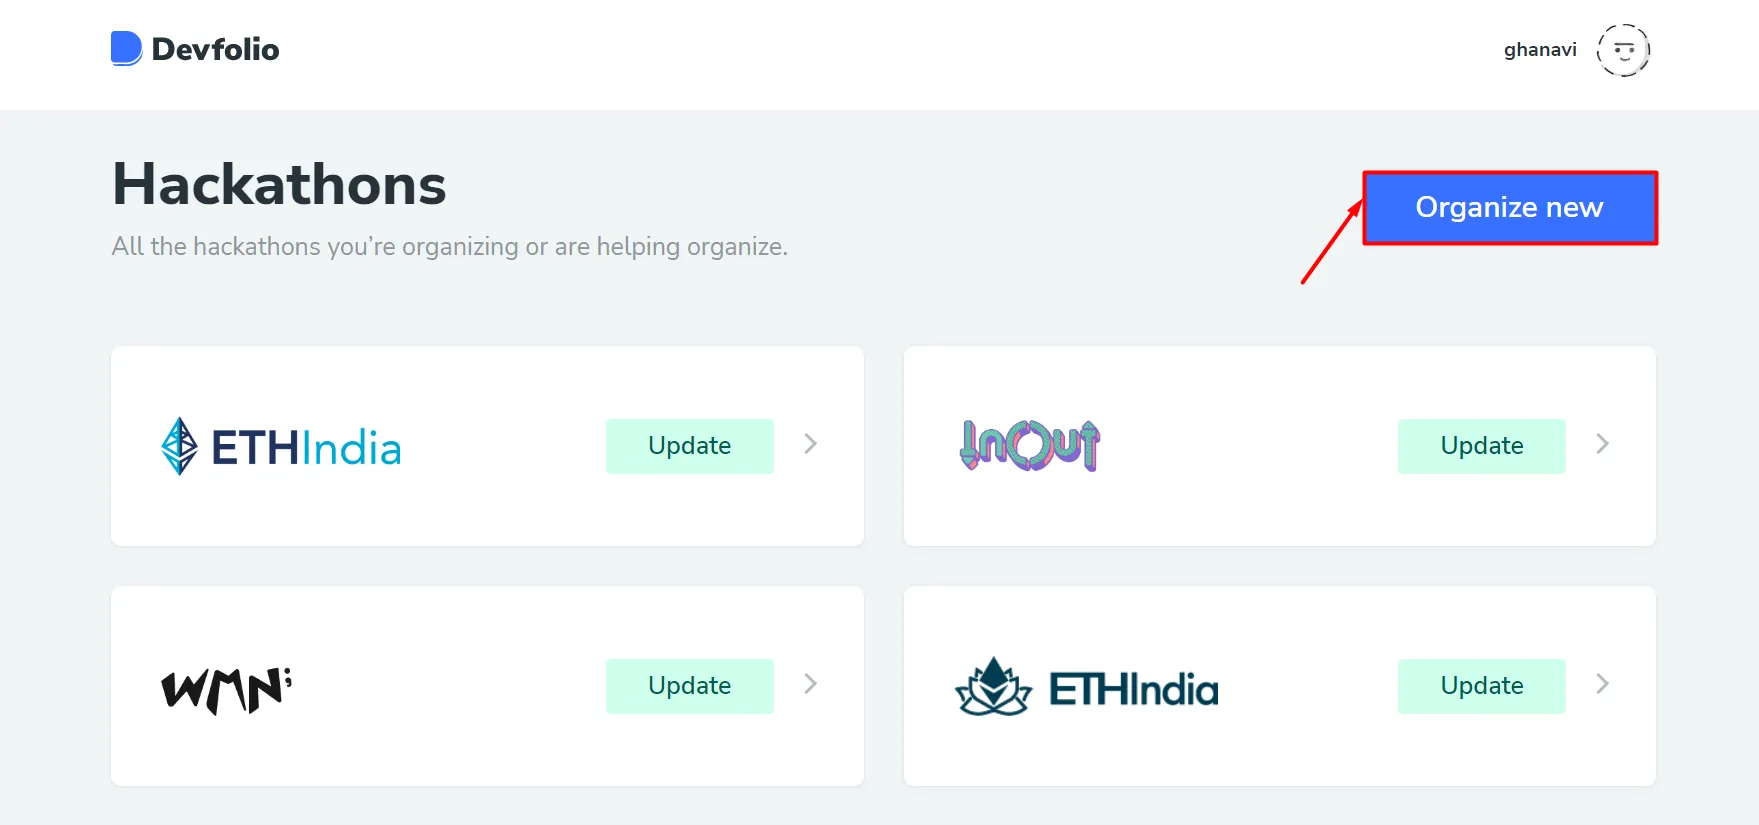 Devfolio
ghanavi
Hackathons
Organize new
All the hackathons you’re organizing or are helping organize.
ETHIndia
Update
InOut
Update
WMN;
Update
ETHIndia
Update